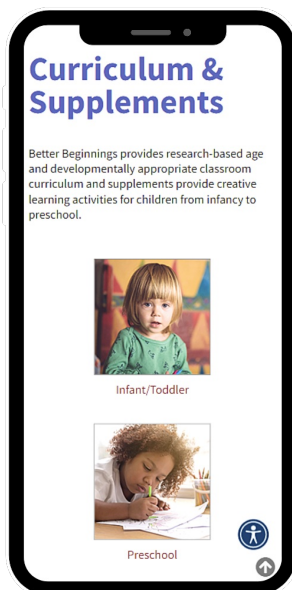 Curriculum &
Supplements
Better Beginnings provides research-based age
and developmentally appropriate classroom
curriculum and supplements provide creative
learning activities for children from infancy to
preschool.
Infant/Toddler
Preschool